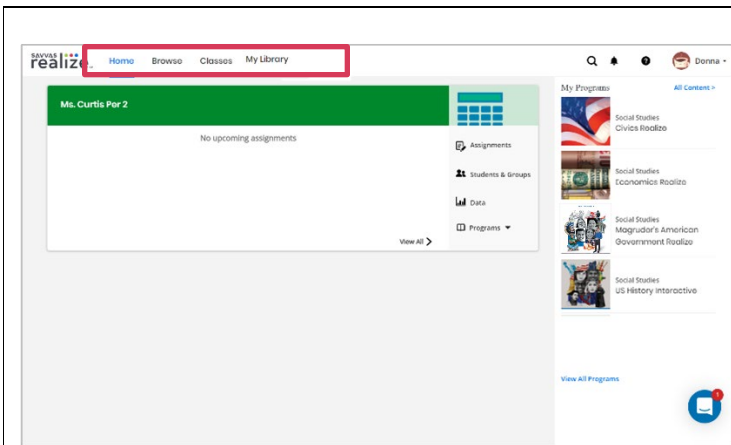 SAVVAS
realize
Home Browse Classes My Library
Donna
Ms. Curtis Per 2
No upcoming assignments
View All
Assignments
Students & Groups
Data
Programs
My Programs
All Content >
Social Studies
Civics Realize
Social Studies
Economics Realize
Social Studies
Magruder's American
Government Realize
Social Studies
US History Interactive
View All Programs
1